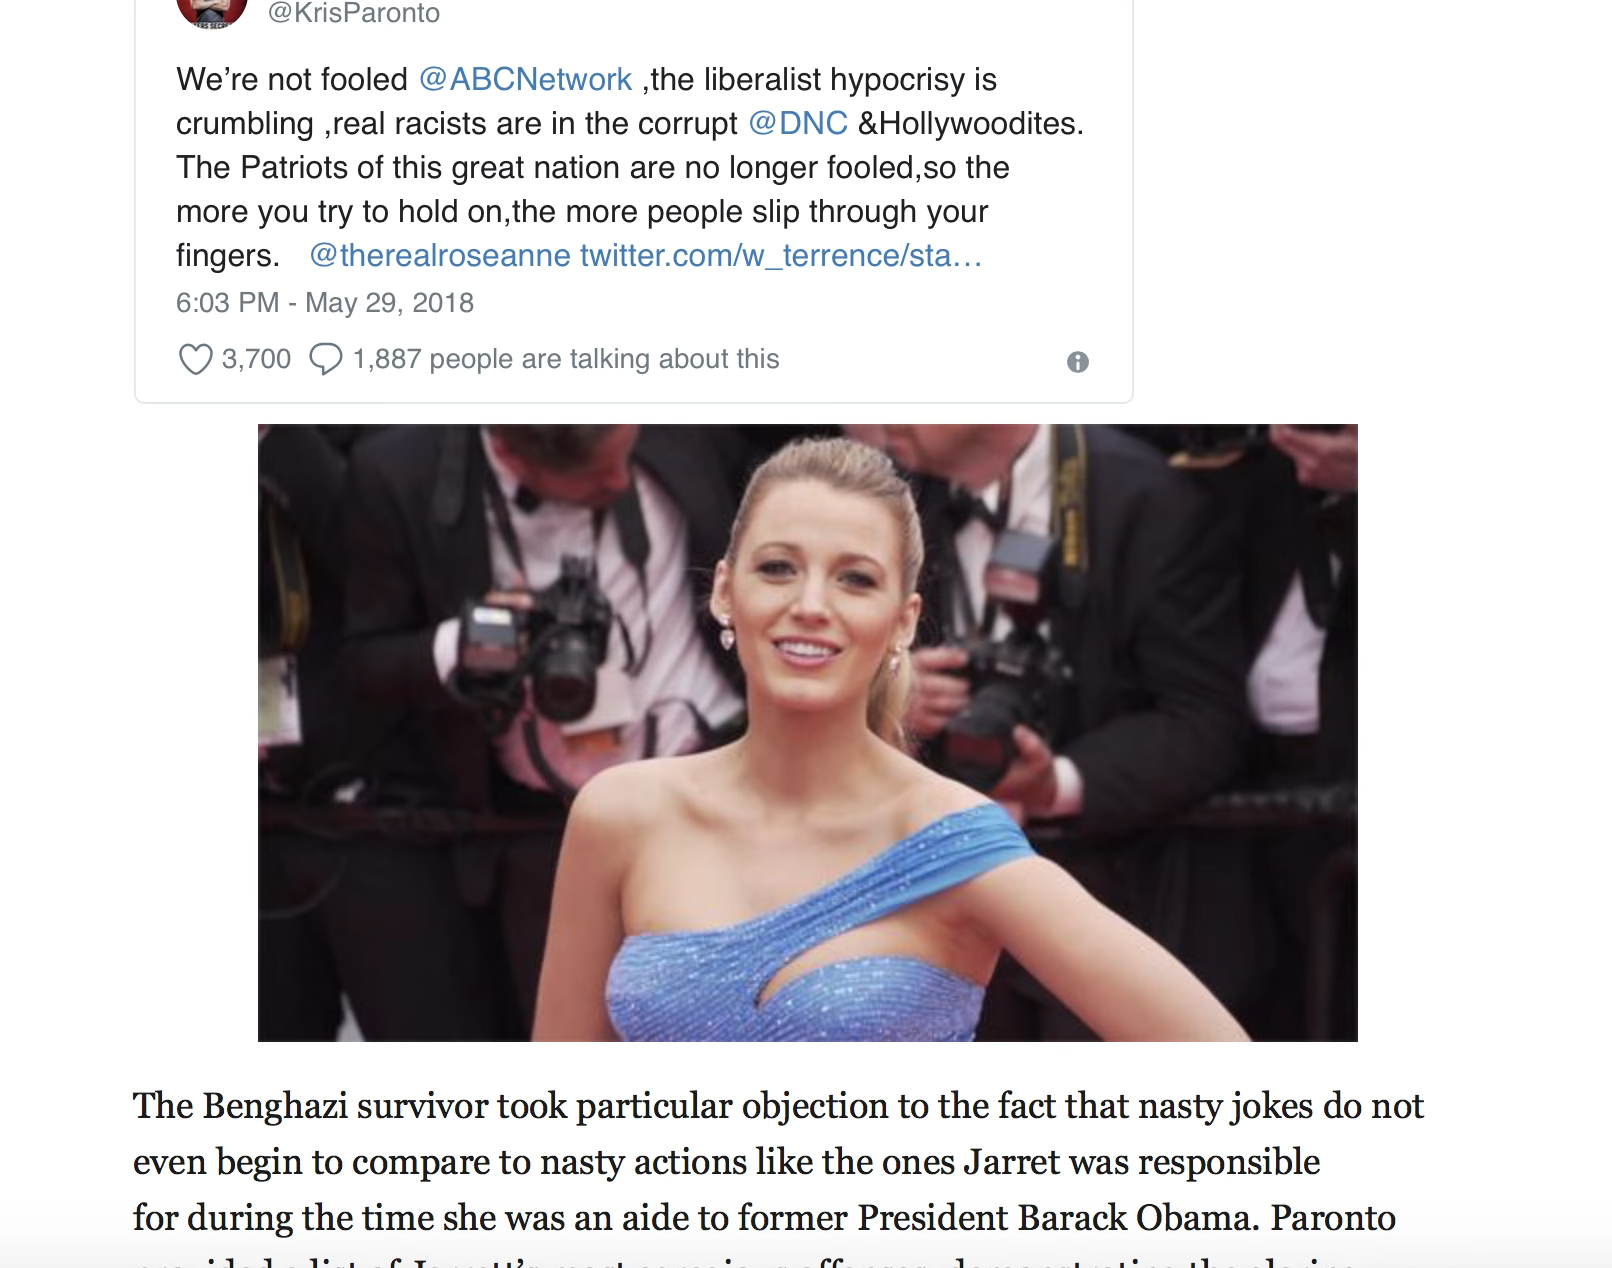 @KrisParonto
We’re not fooled @ABCNetwork ,the liberalist hypocrisy is
crumbling ,real racists are in the corrupt @DNC &Hollywoodites.
The Patriots of this great nation are no longer fooled,so the
more you try to hold on,the more people slip through your
fingers. @therealroseanne twitter.com/w_terrence/sta…
6:03 PM - May 29, 2018
3,700 1,887 people are talking about this
The Benghazi survivor took particular objection to the fact that nasty jokes do not
even begin to compare to nasty actions like the ones Jarret was responsible
for during the time she was an aide to former President Barack Obama. Paronto